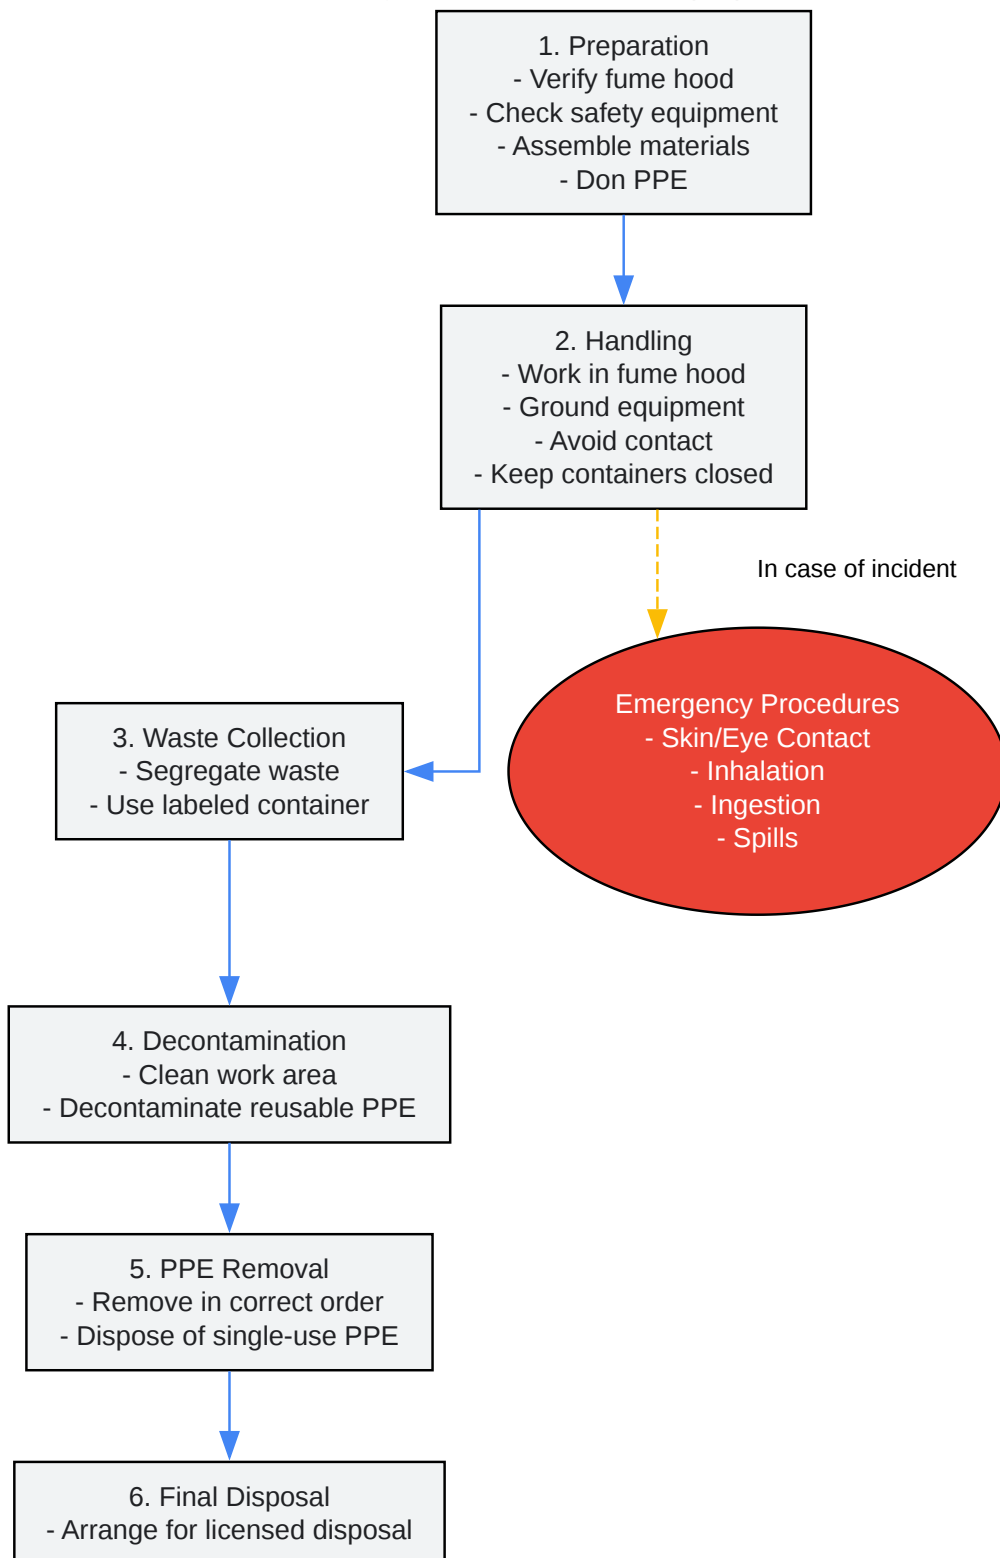 1. Preparation
- Verify fume hood
- Check safety equipment
- Assemble materials
- Don PPE
2. Handling
- Work in fume hood
- Ground equipment
- Avoid contact
- Keep containers closed
In case of incident
Emergency Procedures
- Skin/Eye Contact
- Inhalation
- Ingestion
- Spills
3. Waste Collection
- Segregate waste
- Use labeled container
4. Decontamination
- Clean work area
- Decontaminate reusable PPE
5. PPE Removal
- Remove in correct order
- Dispose of single-use PPE
6. Final Disposal
- Arrange for licensed disposal